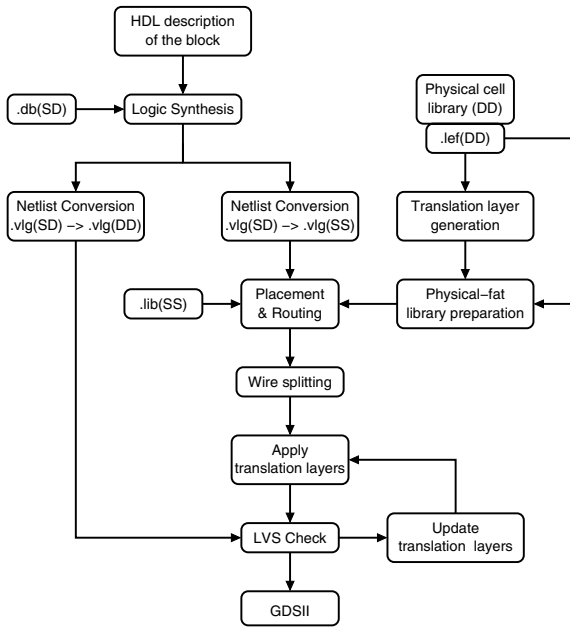 HDL description
of the block
.db(SD)
Logic Synthesis
Physical cell
library (DD)
.lef(DD)
Netlist Conversion
.vlg(SD) −> .vlg(DD)
Netlist Conversion
.vlg(SD) −> .vlg(SS)
Translation layer
generation
.lib(SS)
Placement
& Routing
Physical−fat
library preparation
Wire splitting
Apply
translation layers
LVS Check
Update
translation layers
GDSII